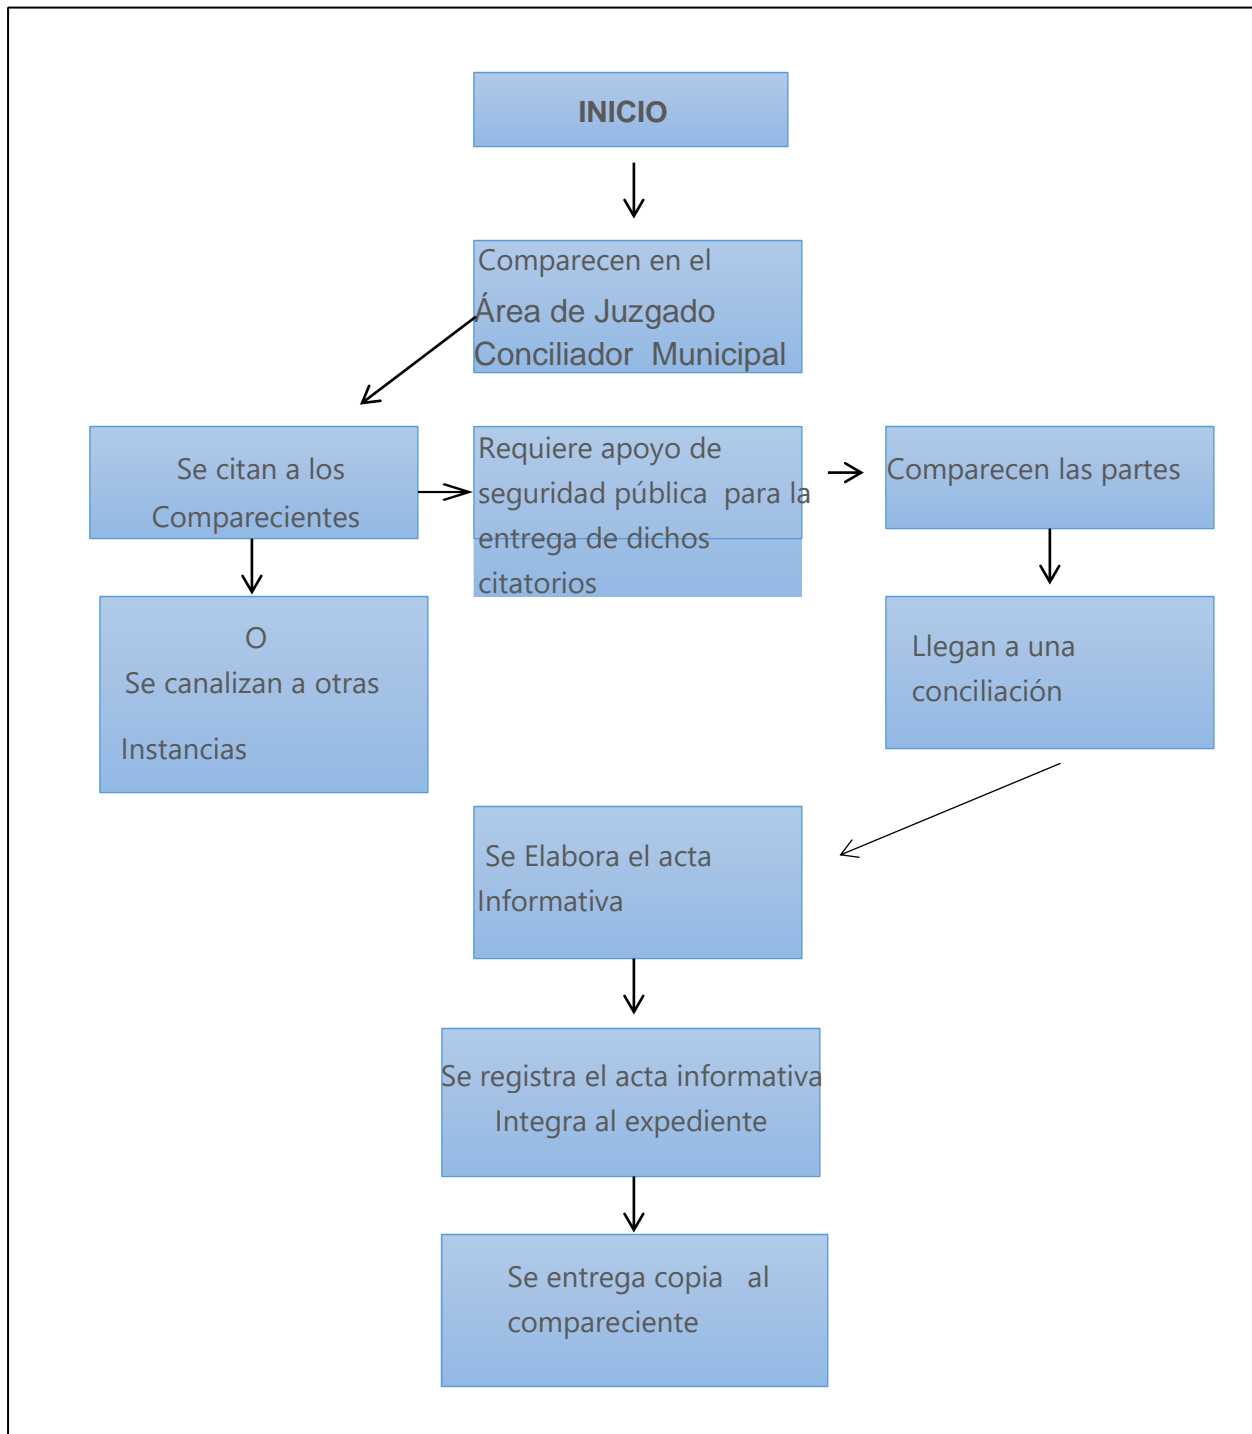 INICIO
Comparecen en el
Área de Juzgado
Conciliador Municipal
Se citan a los
Comparecientes
Requiere apoyo de
seguridad pública para la
entrega de dichos
citatorios
Comparecen las partes
O
Se canalizan a otras
Instancias
Llegan a una
conciliación
Se Elabora el acta
Informativa
Se registra el acta informativa
Integra al expediente
Se entrega copia al
compareciente